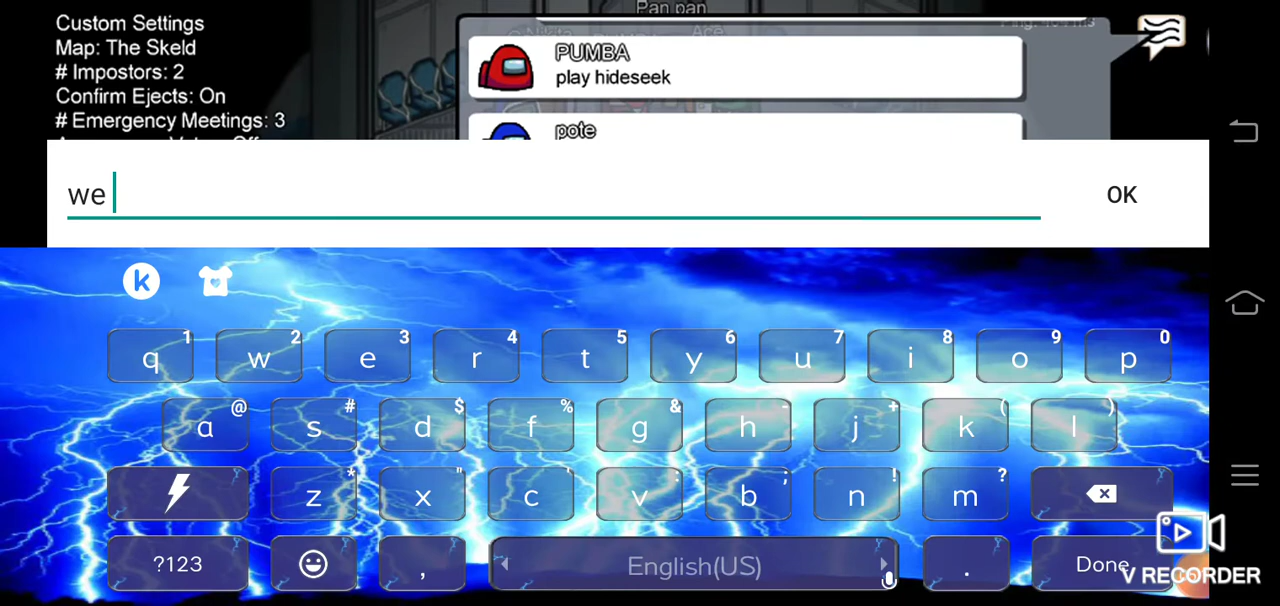 Pan pan
Custom Settings
Map: The Skeld
# Impostors: 2
Confirm Ejects: On
# Emergency Meetings: 3
PUMBA
play hideseek
pote
we
OK
k
1 2 3 4 5 6 7 8 9 0
q w e r t y u i o p
@ # $ % & - + ( )
a s d f g h j k l
* " ' : ; ! ?
z x c v b n m
?123 , English(US) . Done
V RECORDER